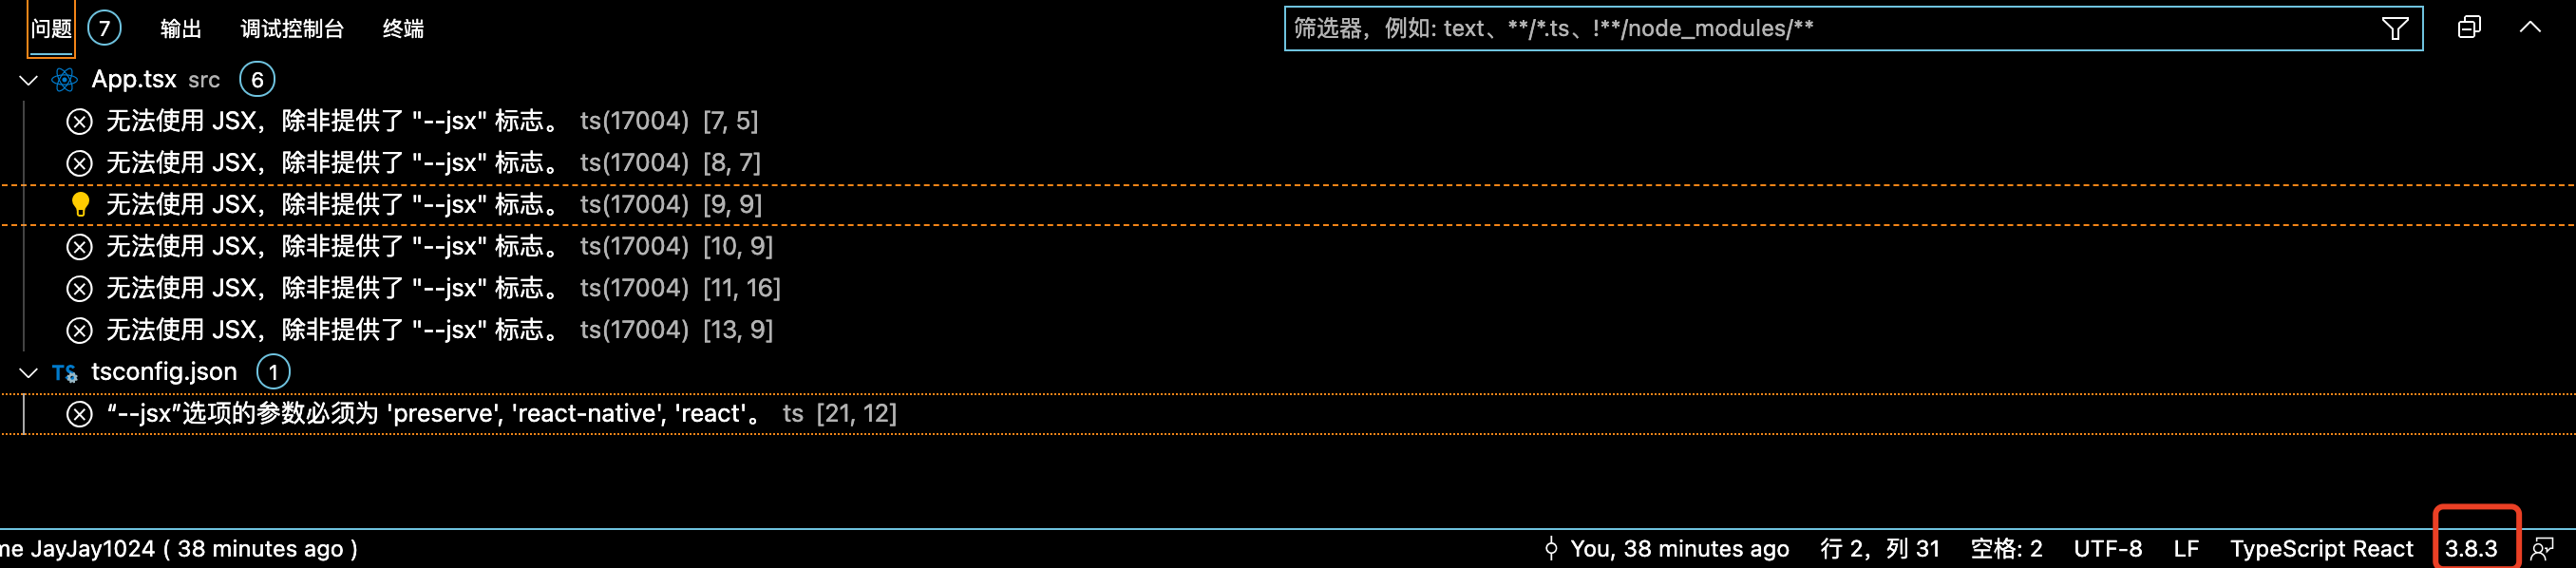 问题 7 输出 调试控制台 终端 筛选器，例如: text、**/*.ts、!**/node_modules/**
App.tsx src 6
无法使用 JSX，除非提供了 "--jsx" 标志。 ts(17004) [7, 5]
无法使用 JSX，除非提供了 "--jsx" 标志。 ts(17004) [8, 7]
无法使用 JSX，除非提供了 "--jsx" 标志。 ts(17004) [9, 9]
无法使用 JSX，除非提供了 "--jsx" 标志。 ts(17004) [10, 9]
无法使用 JSX，除非提供了 "--jsx" 标志。 ts(17004) [11, 16]
无法使用 JSX，除非提供了 "--jsx" 标志。 ts(17004) [13, 9]
TS tsconfig.json 1
“--jsx”选项的参数必须为 'preserve', 'react-native', 'react'。 ts [21, 12]
me JayJay1024 ( 38 minutes ago ) You, 38 minutes ago 行 2，列 31 空格: 2 UTF-8 LF TypeScript React 3.8.3